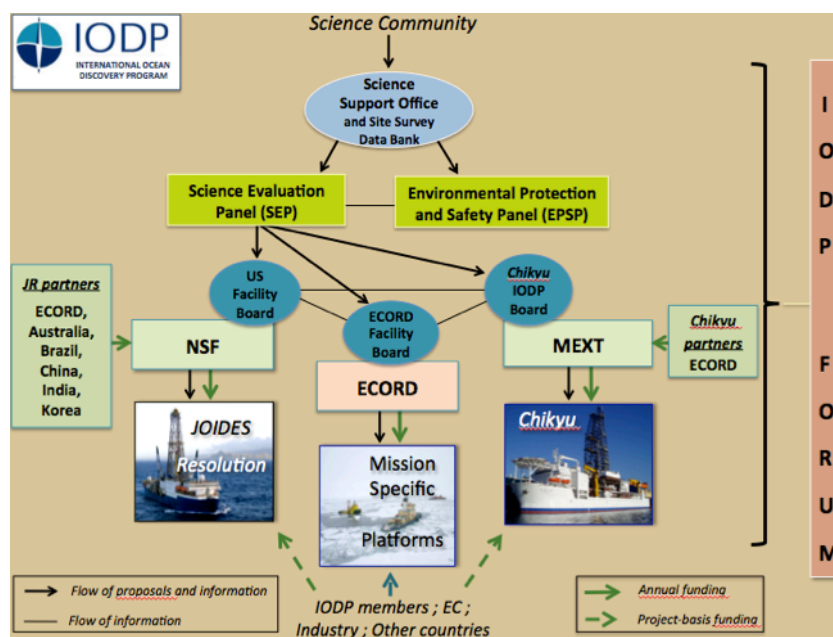 IODP
INTERNATIONAL OCEAN
DISCOVERY PROGRAM
Science Community
Science
Support Office
and Site Survey
Data Bank
Science Evaluation
Panel (SEP)
Environmental Protection
and Safety Panel (EPSP)
US
Facility
Board
ECORD
Facility
Board
Chikyu
IODP
Board
JR partners
ECORD,
Australia,
Brazil,
China,
India,
Korea
NSF
ECORD
MEXT
Chikyu
partners
ECORD
JOIDES
Resolution
Mission
Specific
Platforms
Chikyu
IODP members ; EC ;
Industry ; Other countries
Flow of proposals and information
Flow of information
Annual funding
Project-basis funding
I
O
D
P
F
O
R
U
M